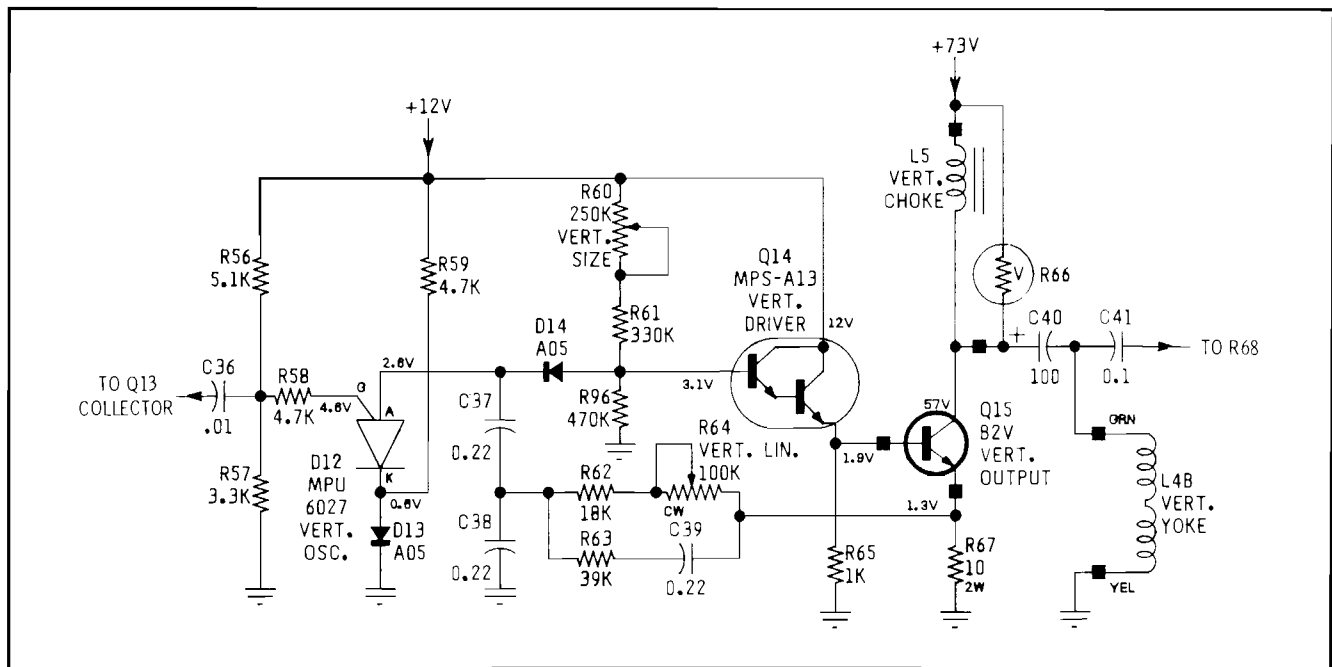 +73V
+12V
L5
VERT.
CHOKE
R60
250K
VERT.
SIZE
Q14
MPS-A13
VERT.
DRIVER
12V
V
R66
R56
5.1K
R59
4.7K
R61
330K
D14
A05
C40
+
100
C41
0.1
TO R68
C36
.01
TO Q13
COLLECTOR
R58
4.7K
4.6V
G
A
2.6V
3.1V
57V
Q15
B2V
VERT.
OUTPUT
GRN
C37
0.22
R96
470K
R64
VERT. LIN.
100K
CW
1.9V
L4B
VERT.
YOKE
R57
3.3K
D12
MPU
6027
VERT.
OSC.
K
0.6V
D13
A05
C38
0.22
R62
18K
R63
39K
C39
0.22
1.3V
R65
1K
R67
10
2W
YEL